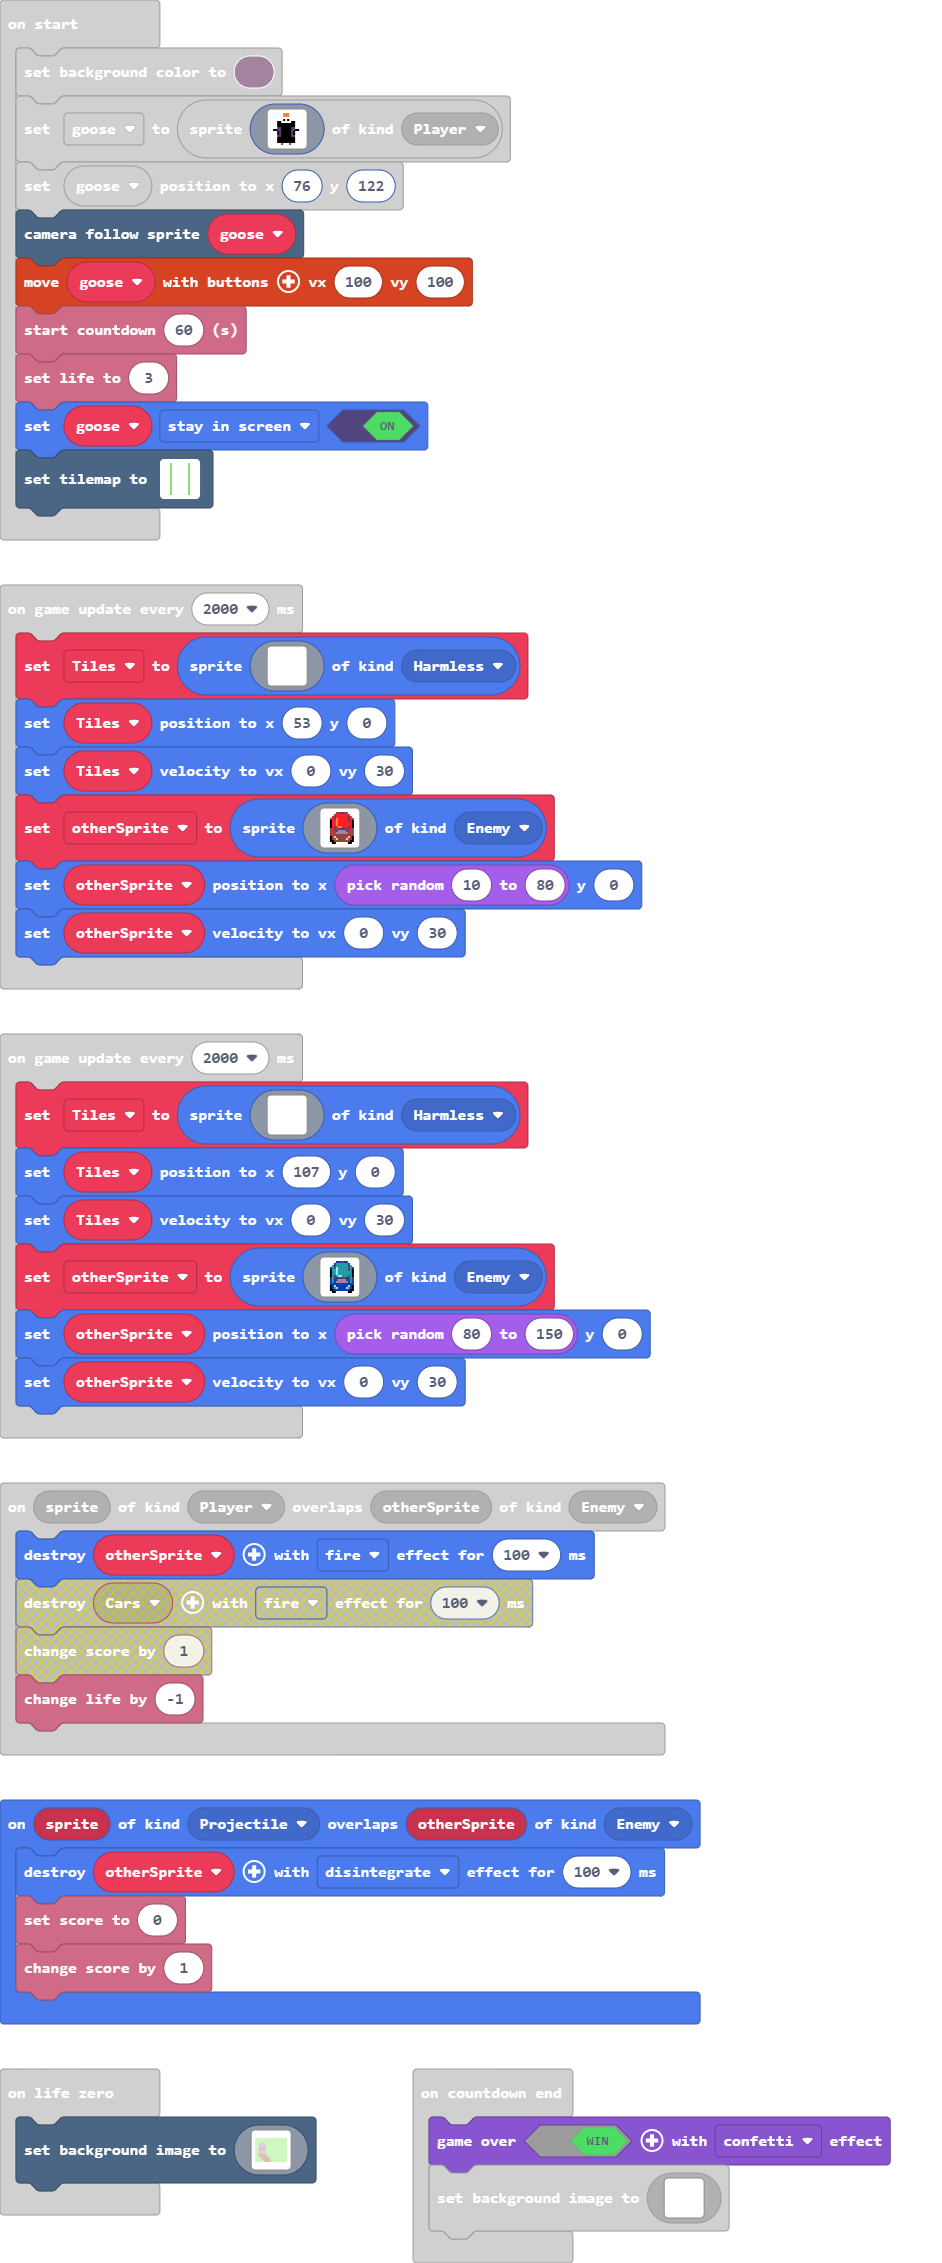 on start
set background color to
set goose to sprite of kind Player
set goose position to x 76 y 122
camera follow sprite goose
move goose with buttons vx 100 vy 100
start countdown 60 (s)
set life to 3
set goose stay in screen ON
set tilemap to
on game update every 2000 ms
set Tiles to sprite of kind Harmless
set Tiles position to x 53 y 0
set Tiles velocity to vx 0 vy 30
set otherSprite to sprite of kind Enemy
set otherSprite position to x pick random 10 to 80 y 0
set otherSprite velocity to vx 0 vy 30
on game update every 2000 ms
set Tiles to sprite of kind Harmless
set Tiles position to x 107 y 0
set Tiles velocity to vx 0 vy 30
set otherSprite to sprite of kind Enemy
set otherSprite position to x pick random 80 to 150 y 0
set otherSprite velocity to vx 0 vy 30
on sprite of kind Player overlaps otherSprite of kind Enemy
destroy otherSprite with fire effect for 100 ms
destroy Cars with fire effect for 100 ms
change score by 1
change life by -1
on sprite of kind Projectile overlaps otherSprite of kind Enemy
destroy otherSprite with disintegrate effect for 100 ms
set score to 0
change score by 1
on life zero
set background image to
on countdown end
game over WIN with confetti effect
set background image to